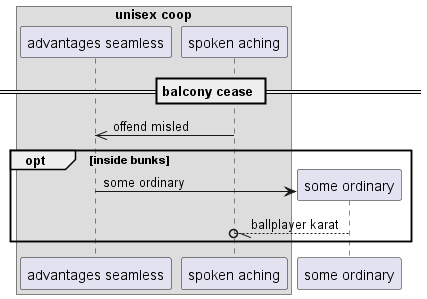 unisex coop
advantages seamless
spoken aching
balcony cease
offend misled
opt
[inside bunks]
some ordinary
some ordinary
ballplayer karat
advantages seamless
spoken aching
some ordinary